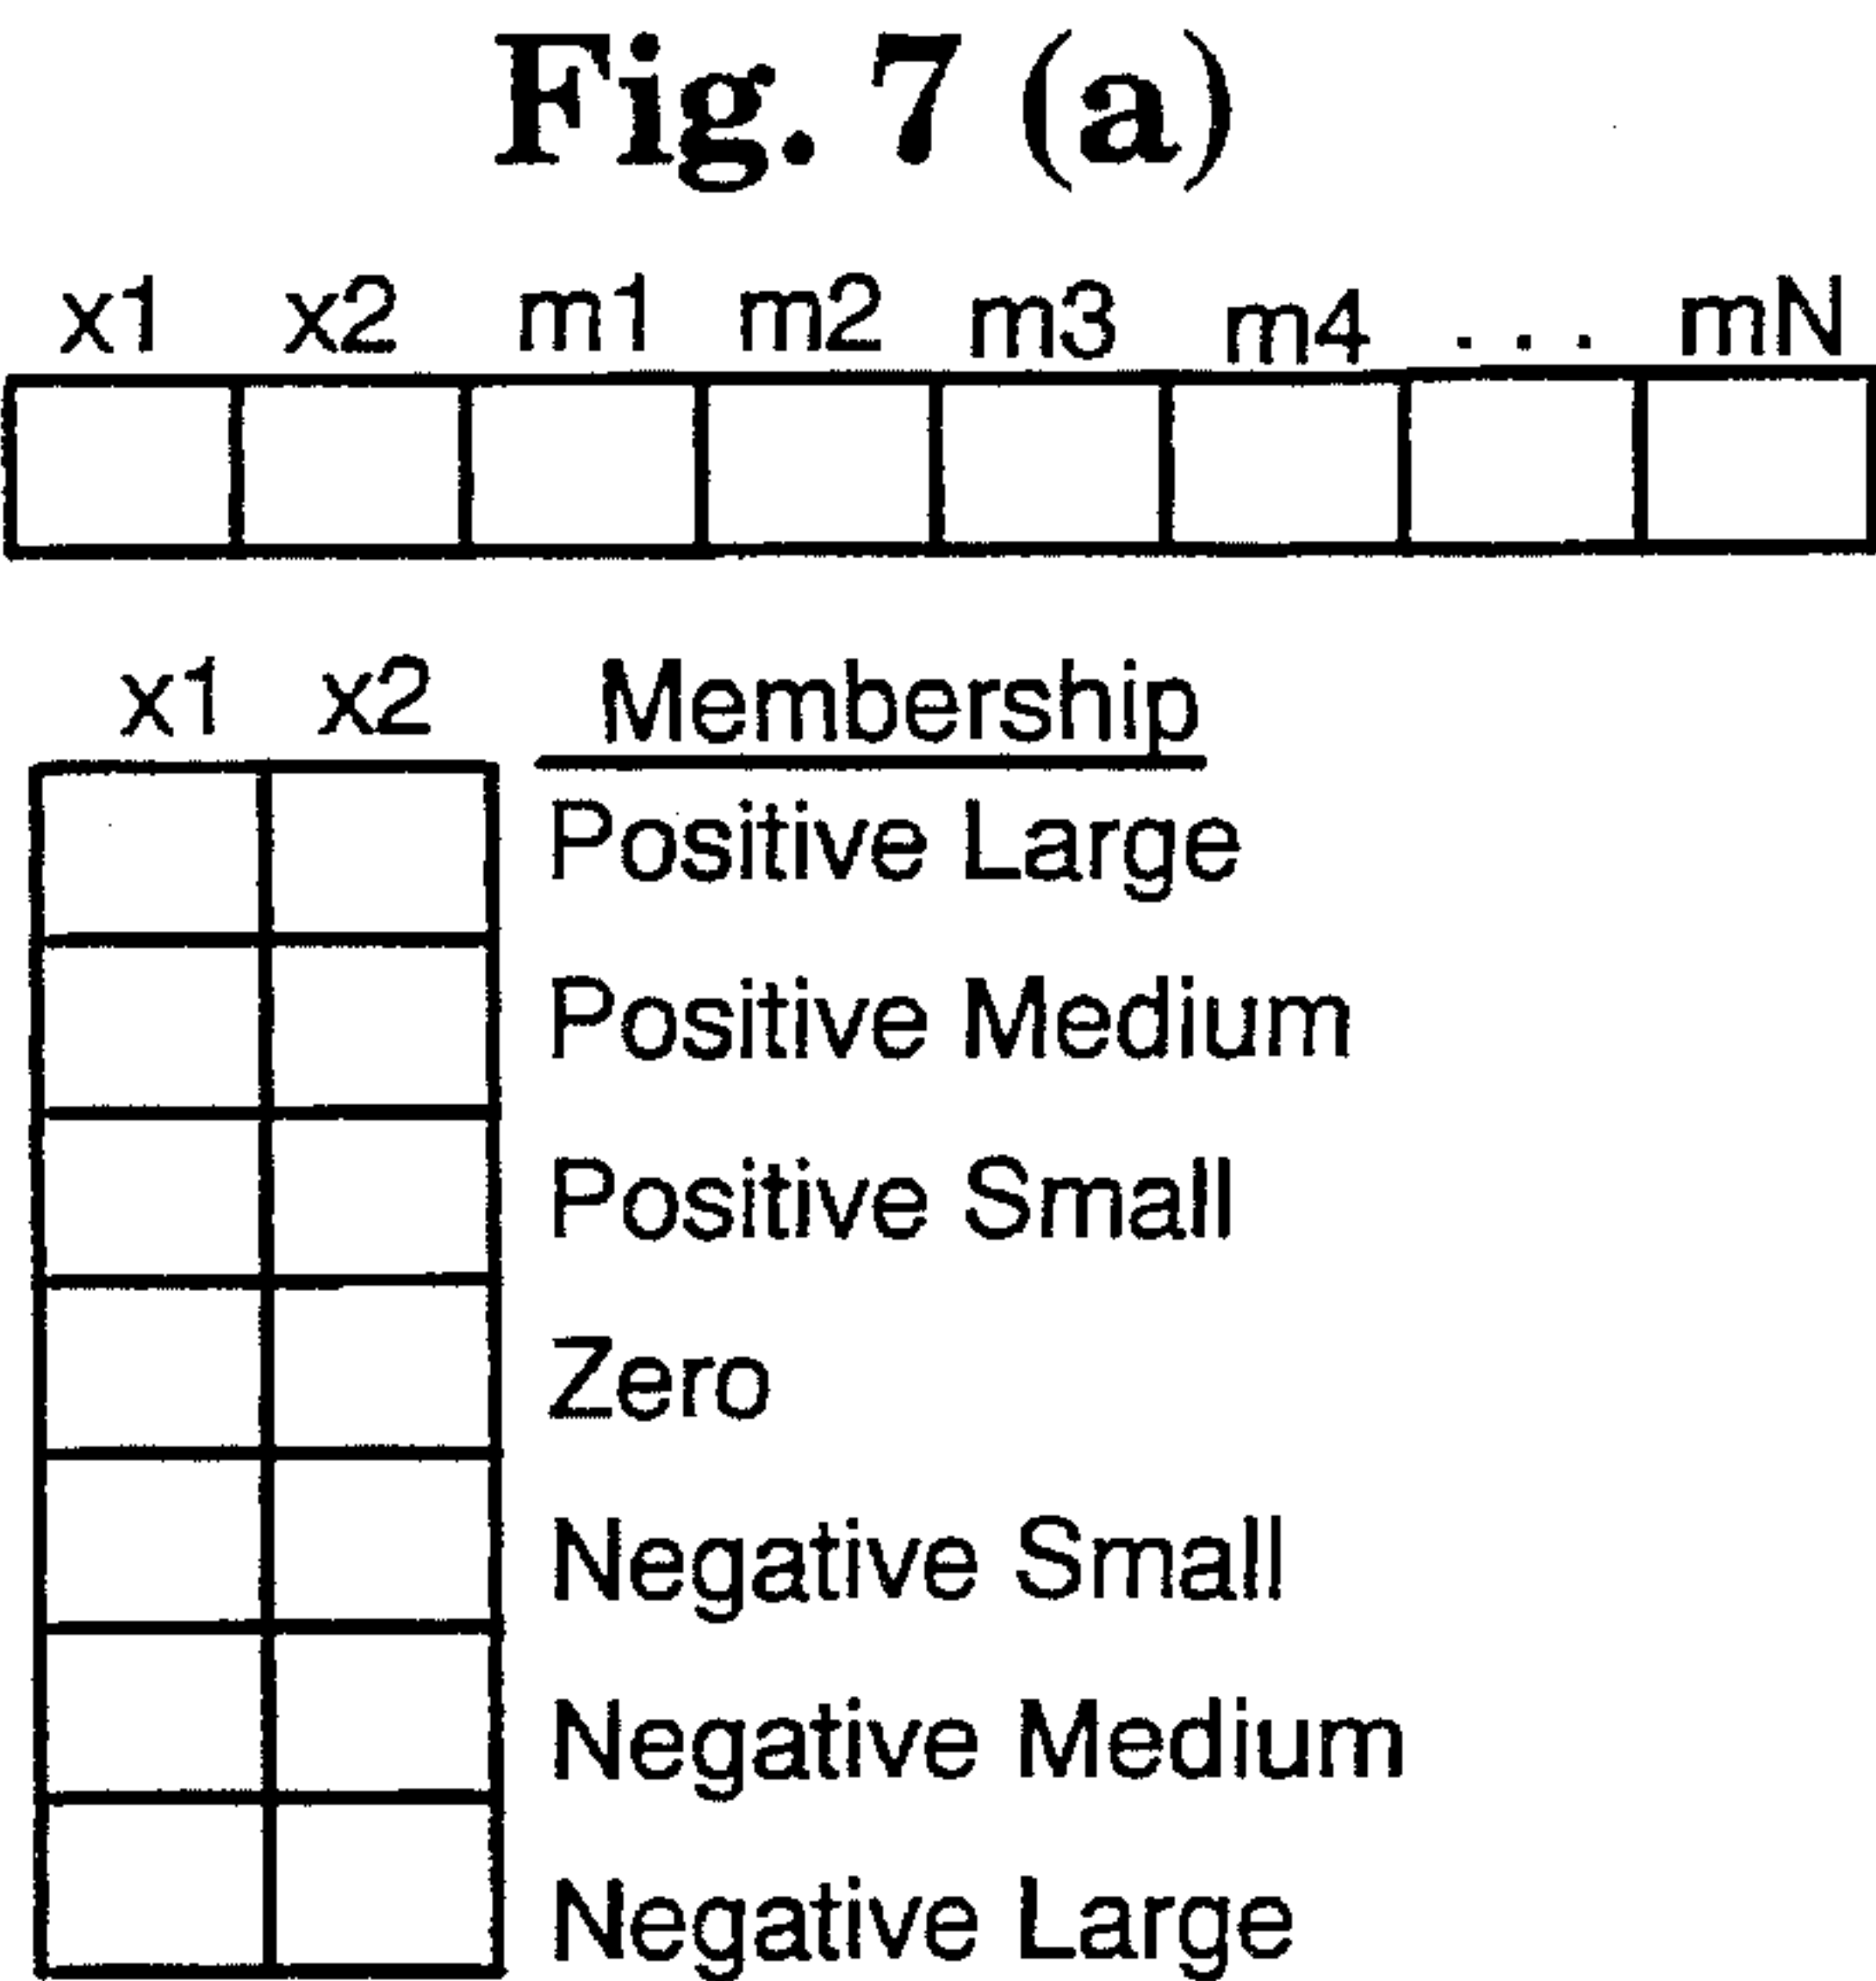 Fig. 7 (a)
x1 x2 m1 m2 m3 m4 . . . mN
x1 x2 Membership
Positive Large
Positive Medium
Positive Small
Zero
Negative Small
Negative Medium
Negative Large